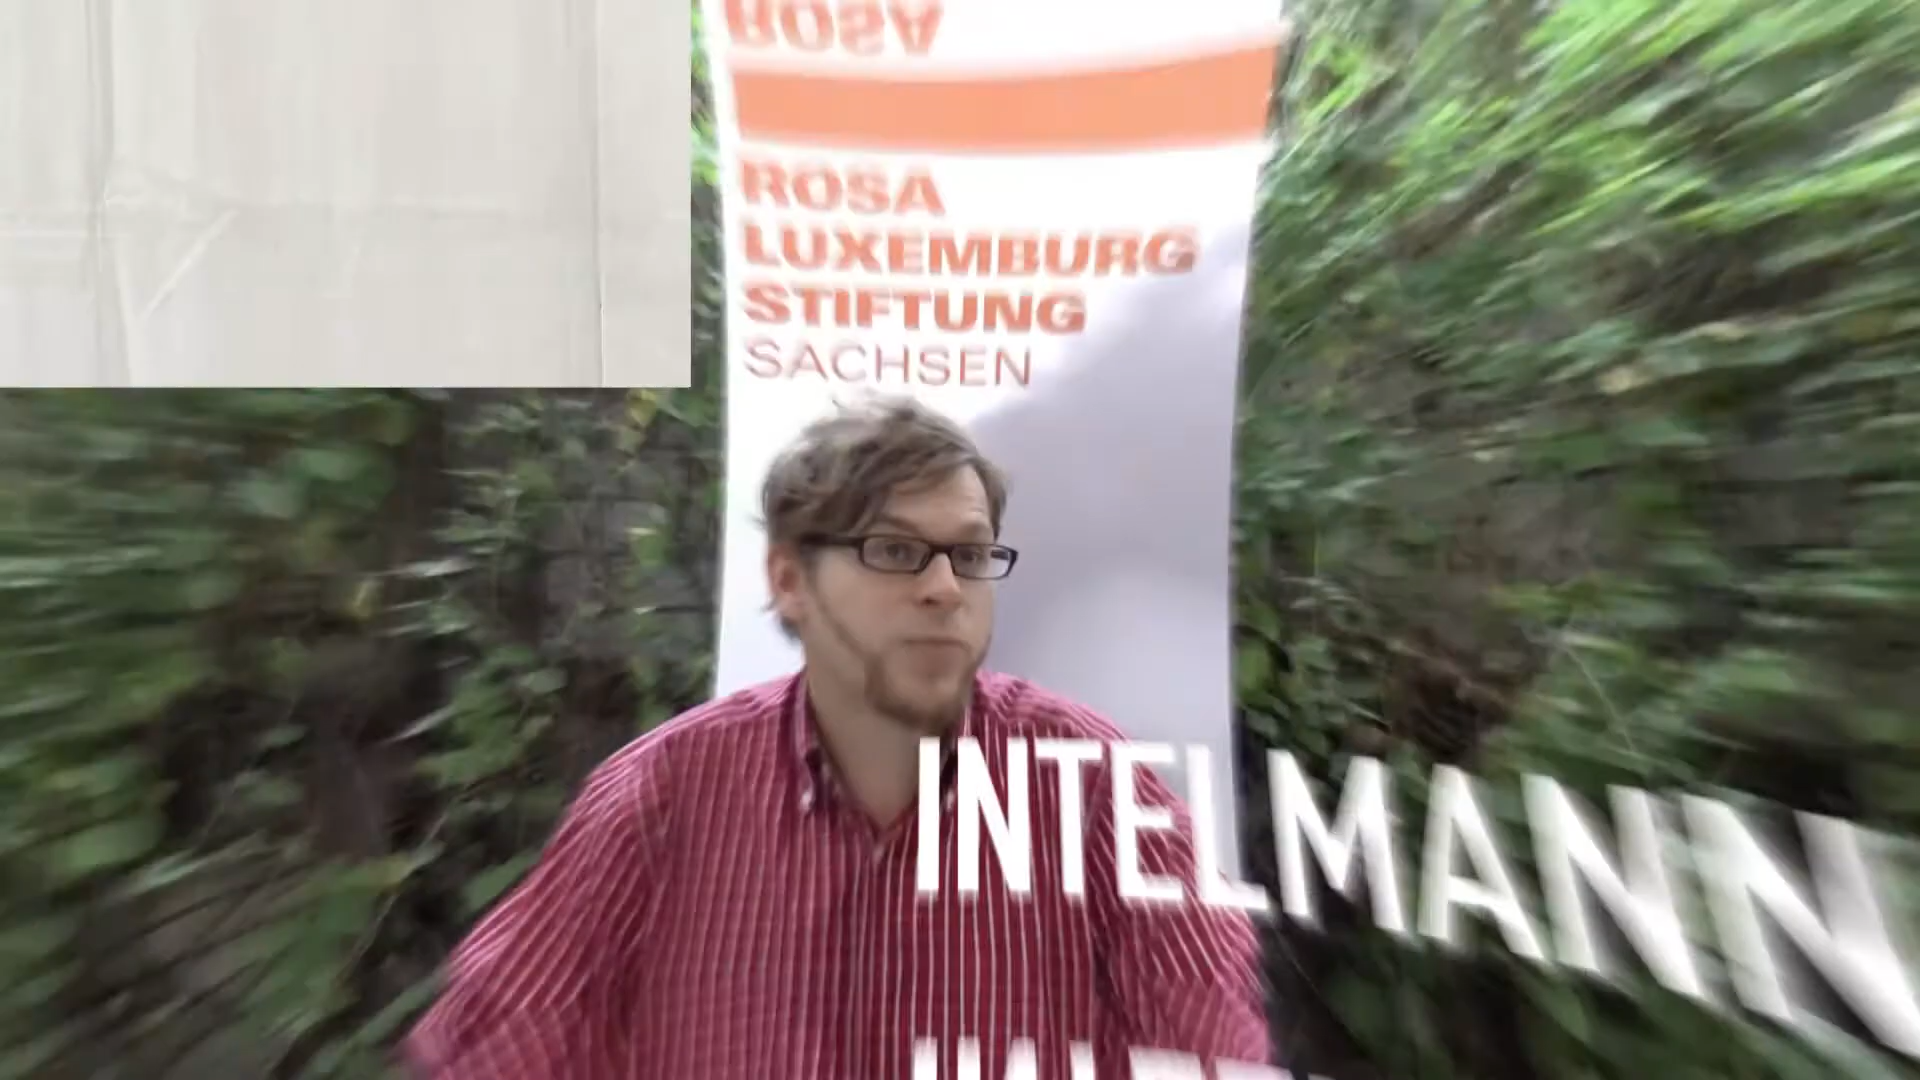 ROSA
ROSA
LUXEMBURG
STIFTUNG
SACHSEN
INTELMANN